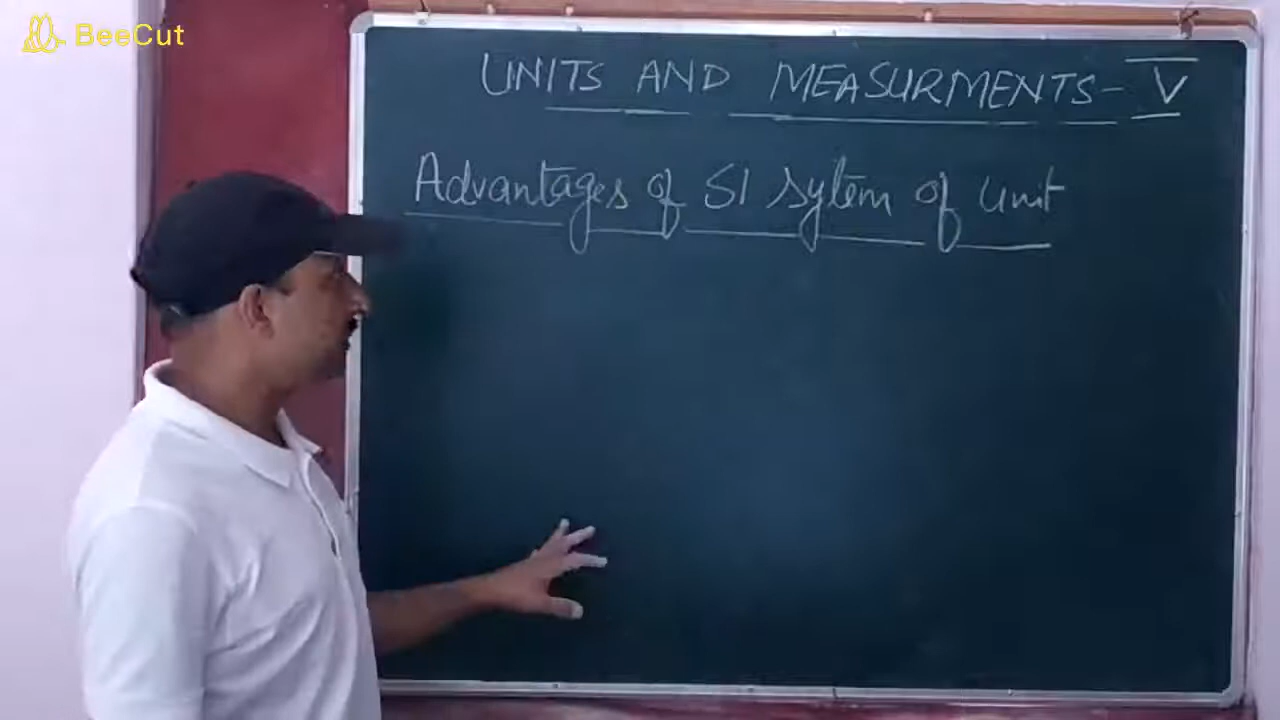 BeeCut
UNITS AND MEASURMENTS - V
Advantages of SI sytem of unit